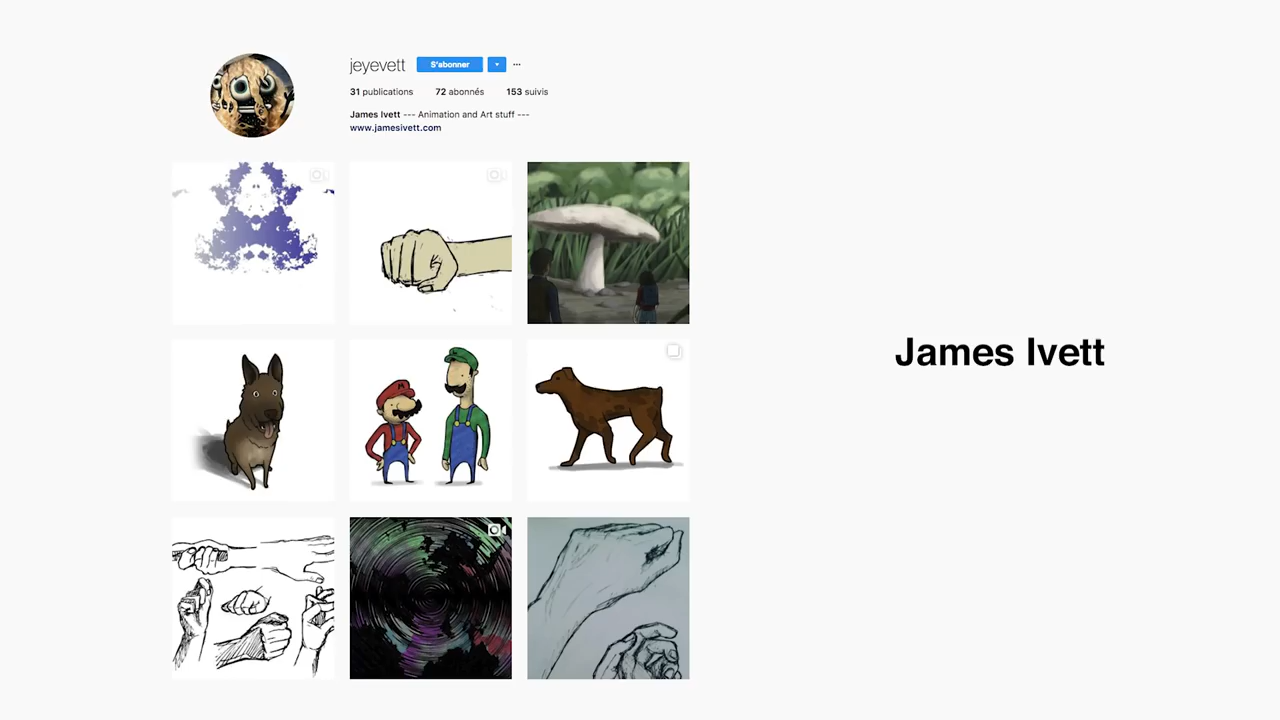 jeyevett S'abonner
31 publications 72 abonnés 153 suivis
James Ivett --- Animation and Art stuff ---
www.jamesivett.com
James Ivett